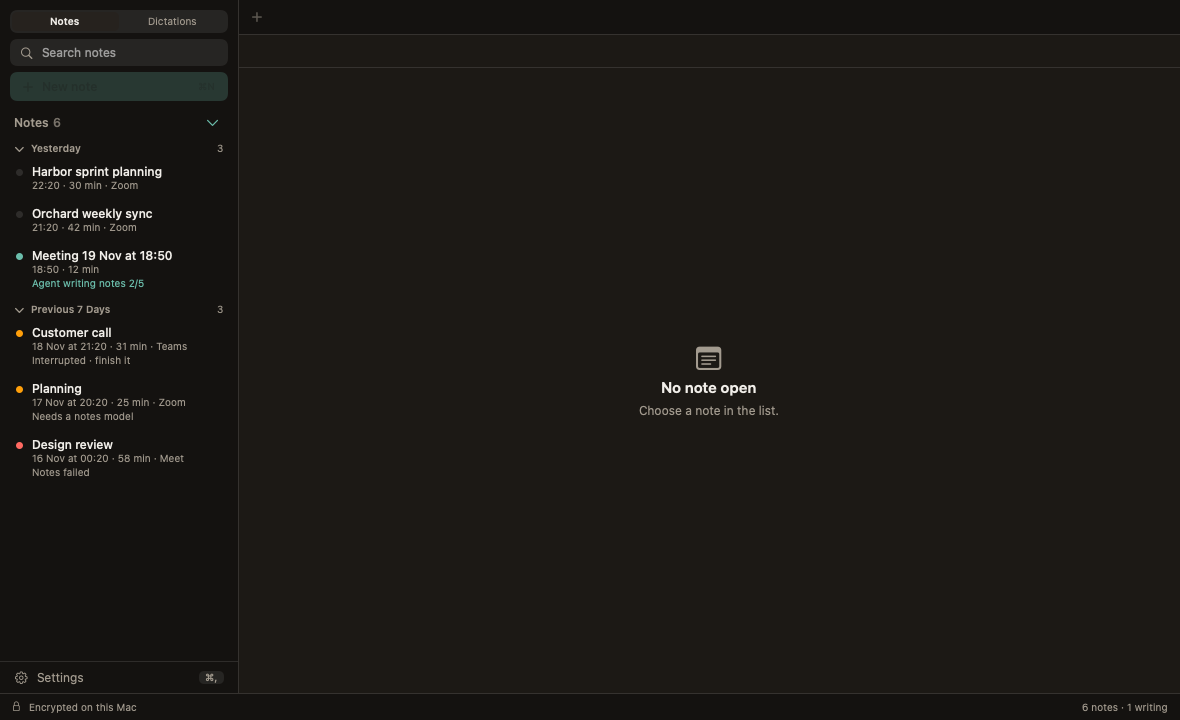 Notes
Dictations
Search notes
New note ⌘N
Notes 6
Yesterday 3
Harbor sprint planning
22:20 · 30 min · Zoom
Orchard weekly sync
21:20 · 42 min · Zoom
Meeting 19 Nov at 18:50
18:50 · 12 min
Agent writing notes 2/5
Previous 7 Days 3
Customer call
18 Nov at 21:20 · 31 min · Teams
Interrupted · finish it
Planning
17 Nov at 20:20 · 25 min · Zoom
Needs a notes model
Design review
16 Nov at 00:20 · 58 min · Meet
Notes failed
No note open
Choose a note in the list.
Settings ⌘,
Encrypted on this Mac
6 notes · 1 writing